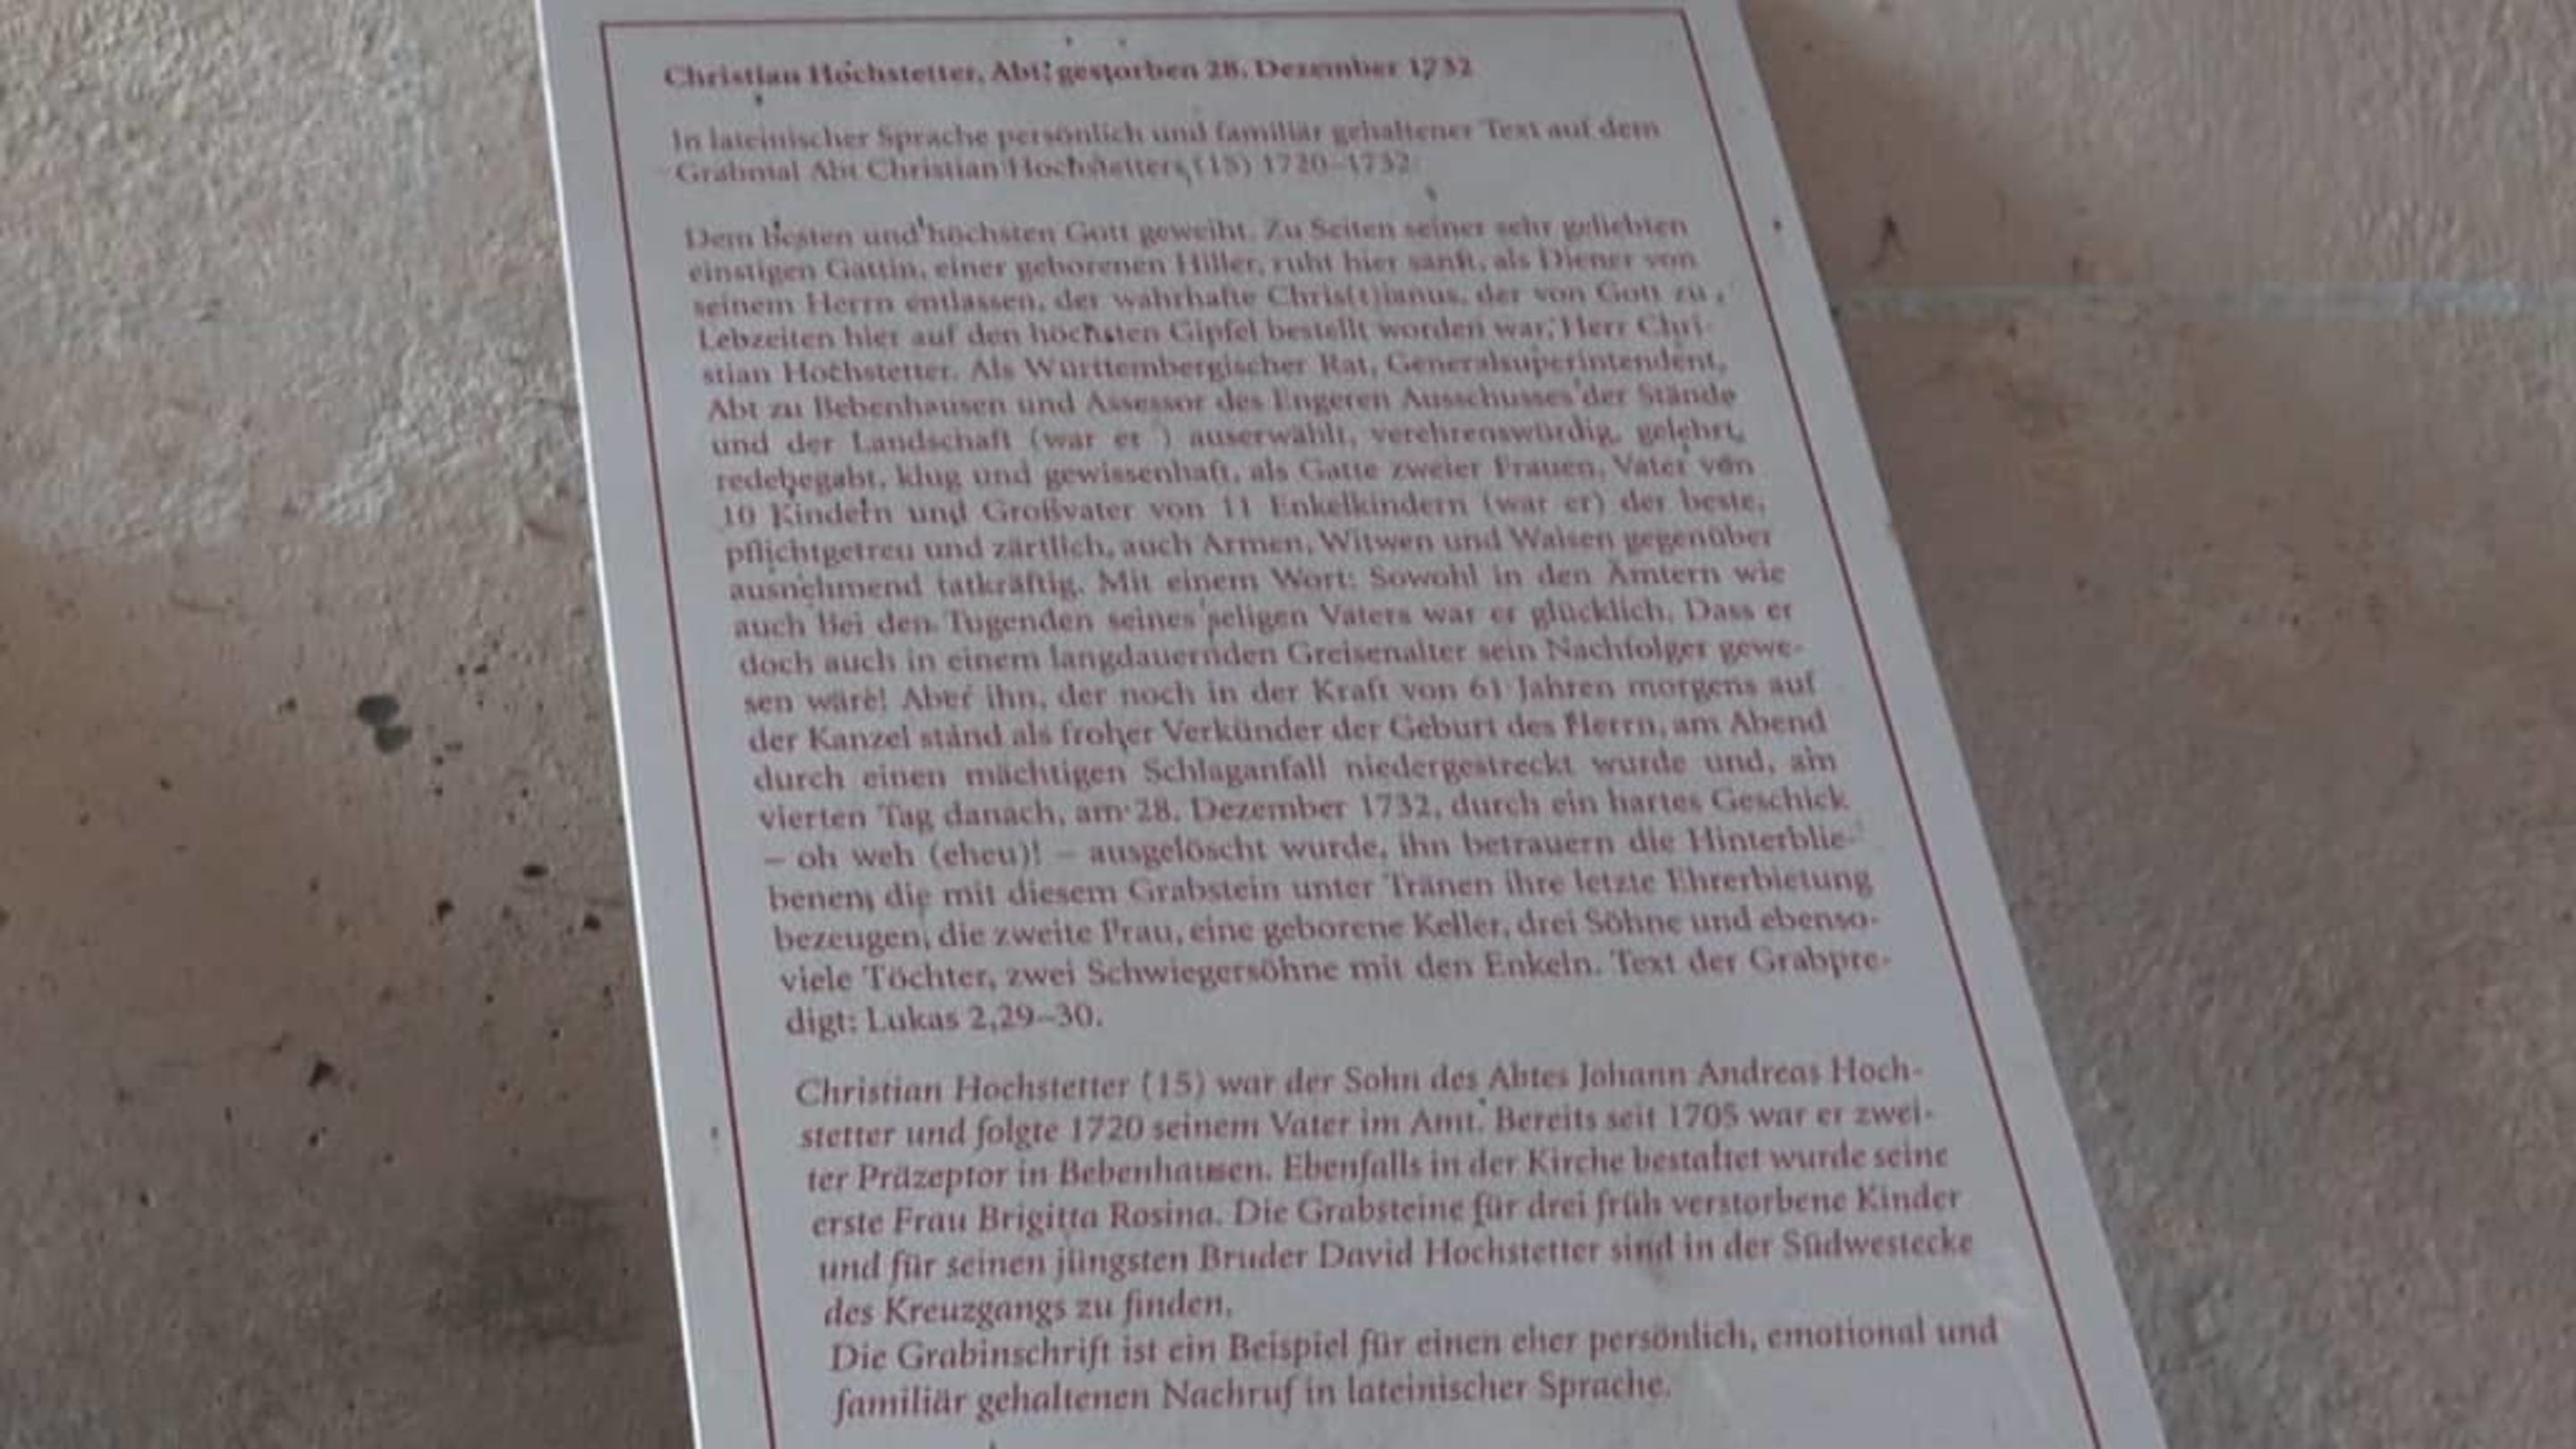 Christian Hochstetter, Abt, gestorben 28. Dezember 1732
In lateinischer Sprache persönlich und familiär gehaltener Text auf dem
Grabmal Abt Christian Hochstetters (15) 1720–1732
Dem besten und höchsten Gott geweiht. Zu Seiten seiner sehr geliebten
einstigen Gattin, einer geborenen Hiller, ruht hier sanft, als Diener von
seinem Herrn entlassen, der wahrhafte Chris(t)ianus, der von Gott zu
Lebzeiten hier auf den höchsten Gipfel bestellt worden war, Herr Chri-
stian Hochstetter. Als Württembergischer Rat, Generalsuperintendent,
Abt zu Bebenhausen und Assessor des Engeren Ausschusses der Stände
und der Landschaft (war er ) auserwählt, verehrenswürdig, gelehrt,
redebegabt, klug und gewissenhaft, als Gatte zweier Frauen, Vater von
10 Kindern und Großvater von 11 Enkelkindern (war er) der beste,
pflichtgetreu und zärtlich, auch Armen, Witwen und Waisen gegenüber
ausnehmend tatkräftig. Mit einem Wort: Sowohl in den Ämtern wie
auch bei den Tugenden seines seligen Vaters war er glücklich. Dass er
doch auch in einem langdauernden Greisenalter sein Nachfolger gewe-
sen wäre! Aber ihn, der noch in der Kraft von 61 Jahren morgens auf
der Kanzel stand als froher Verkünder der Geburt des Herrn, am Abend
durch einen mächtigen Schlaganfall niedergestreckt wurde und, am
vierten Tag danach, am 28. Dezember 1732, durch ein hartes Geschick
– oh weh (eheu)! – ausgelöscht wurde, ihn betrauern die Hinterblie-
benen, die mit diesem Grabstein unter Tränen ihre letzte Ehrerbietung
bezeugen, die zweite Frau, eine geborene Keller, drei Söhne und ebenso-
viele Töchter, zwei Schwiegersöhne mit den Enkeln. Text der Grabpre-
digt: Lukas 2,29–30.
Christian Hochstetter (15) war der Sohn des Abtes Johann Andreas Hoch-
stetter und folgte 1720 seinem Vater im Amt. Bereits seit 1705 war er zwei-
ter Präzeptor in Bebenhausen. Ebenfalls in der Kirche bestattet wurde seine
erste Frau Brigitta Rosina. Die Grabsteine für drei früh verstorbene Kinder
und für seinen jüngsten Bruder David Hochstetter sind in der Südwestecke
des Kreuzgangs zu finden.
Die Grabinschrift ist ein Beispiel für einen eher persönlich, emotional und
familiär gehaltenen Nachruf in lateinischer Sprache.